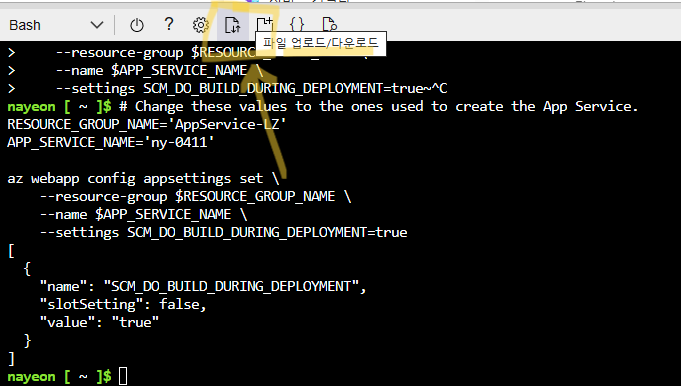 Bash
파일 업로드/다운로드
>     --resource-group $RESOURCE_
>     --name $APP_SERVICE_NAME \
>     --settings SCM_DO_BUILD_DURING_DEPLOYMENT=true~^C
nayeon [ ~ ]$ # Change these values to the ones used to create the App Service.
RESOURCE_GROUP_NAME='AppService-LZ'
APP_SERVICE_NAME='ny-0411'
az webapp config appsettings set \
    --resource-group $RESOURCE_GROUP_NAME \
    --name $APP_SERVICE_NAME \
    --settings SCM_DO_BUILD_DURING_DEPLOYMENT=true
[
  {
    "name": "SCM_DO_BUILD_DURING_DEPLOYMENT",
    "slotSetting": false,
    "value": "true"
  }
]
nayeon [ ~ ]$